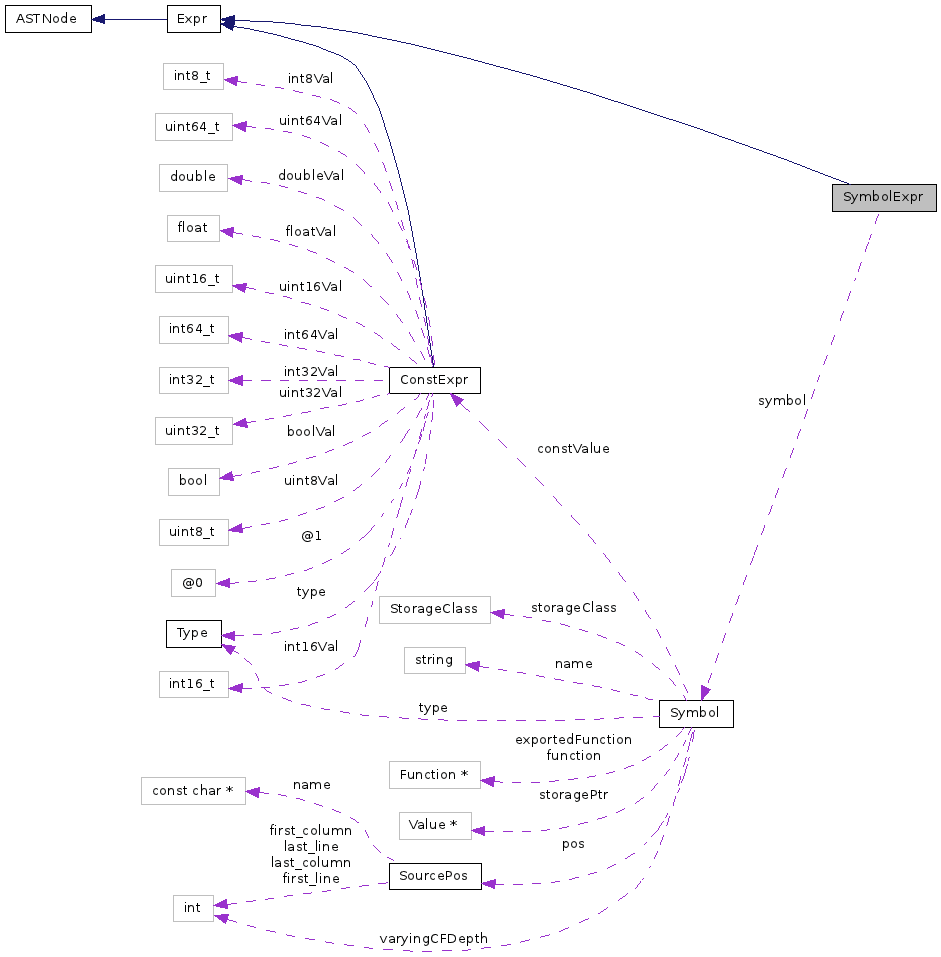 ASTNode
Expr
int8_t
int8Val
uint64_t
uint64Val
double
doubleVal
SymbolExpr
float
floatVal
uint16_t
uint16Val
int64_t
int64Val
int32_t
int32Val
ConstExpr
uint32Val
symbol
uint32_t
boolVal
constValue
bool
uint8Val
uint8_t
@1
@0
type
StorageClass
storageClass
Type
int16Val
string
name
int16_t
type
Symbol
exportedFunction
function
Function *
const char *
name
storagePtr
Value *
first_column
last_line
last_column
first_line
pos
SourcePos
int
varyingCFDepth